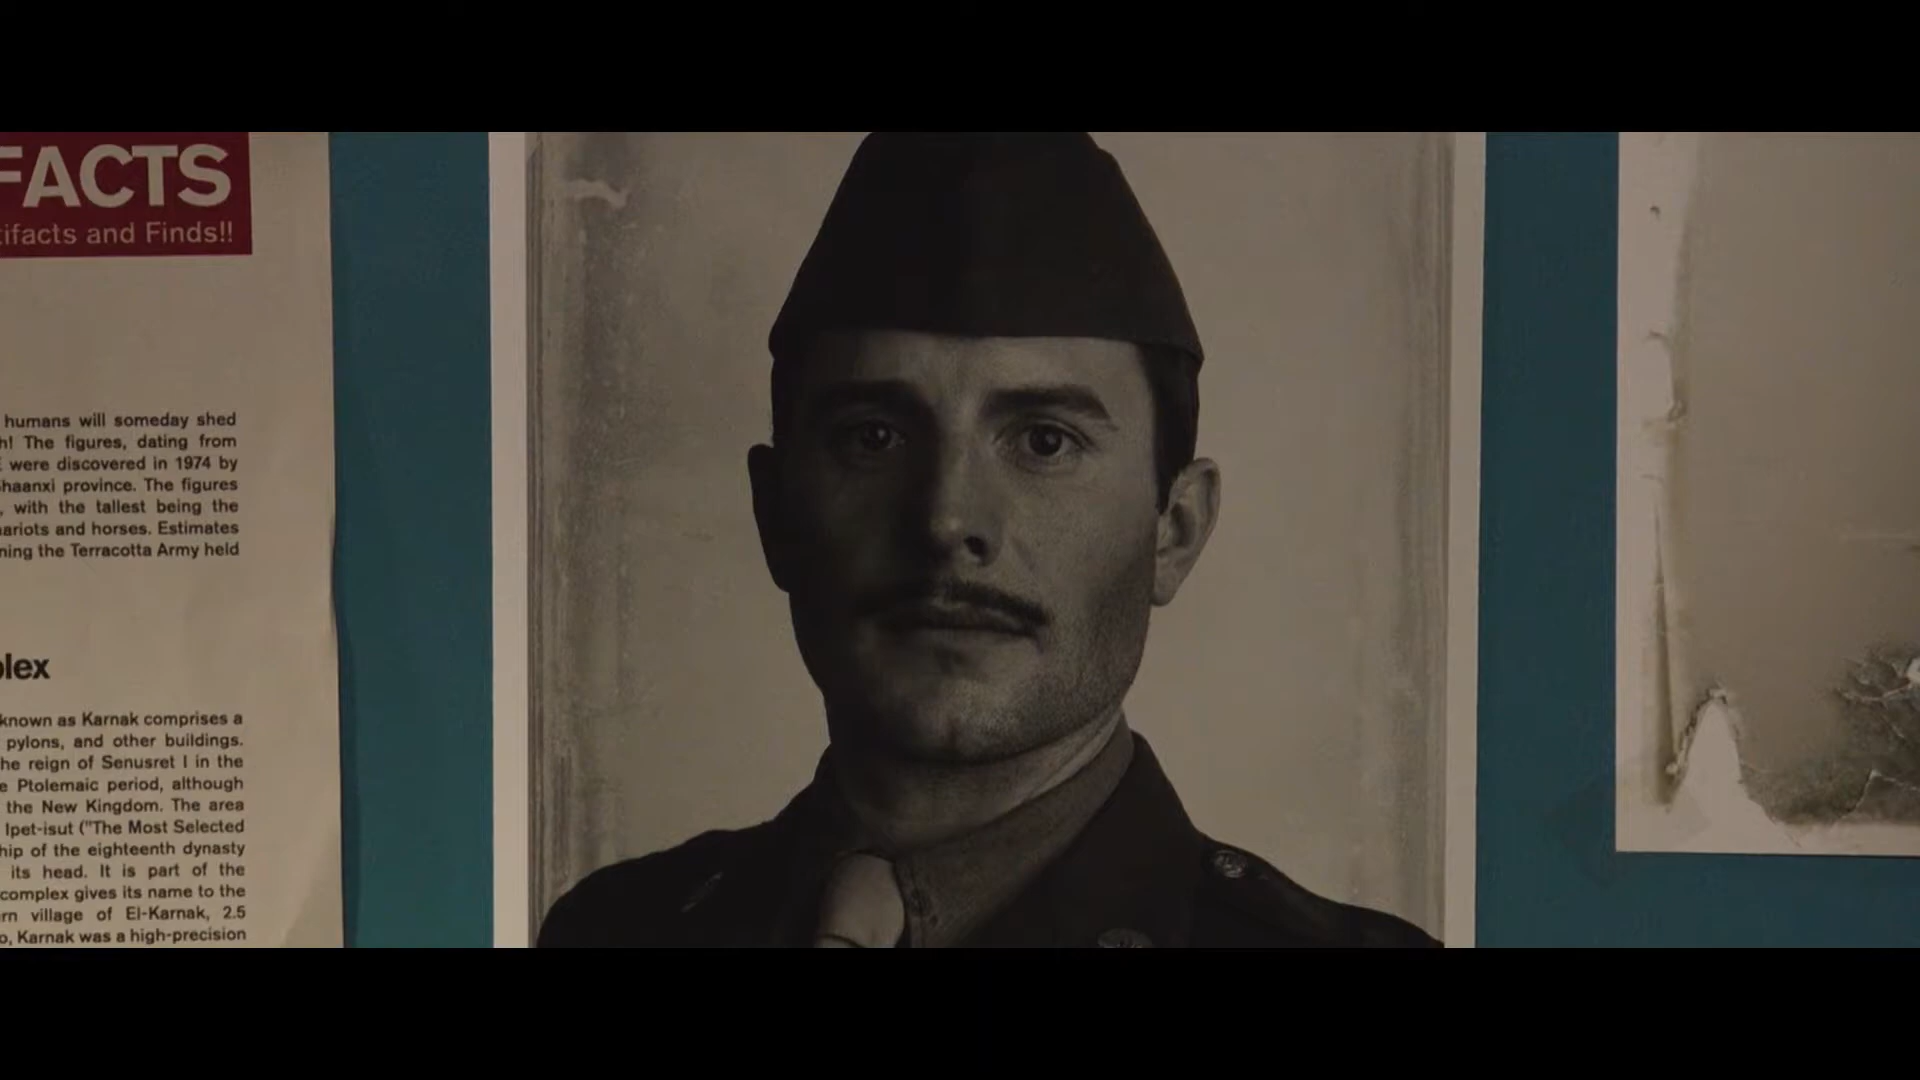 FACTS
tifacts and Finds!!
humans will someday shed
h! The figures, dating from
were discovered in 1974 by
haanxi province. The figures
, with the tallest being the
ariots and horses. Estimates
ning the Terracotta Army held
plex
known as Karnak comprises a
pylons, and other buildings.
he reign of Senusret I in the
e Ptolemaic period, although
the New Kingdom. The area
Ipet-isut ("The Most Selected
hip of the eighteenth dynasty
its head. It is part of the
complex gives its name to the
rn village of El-Karnak, 2.5
o, Karnak was a high-precision